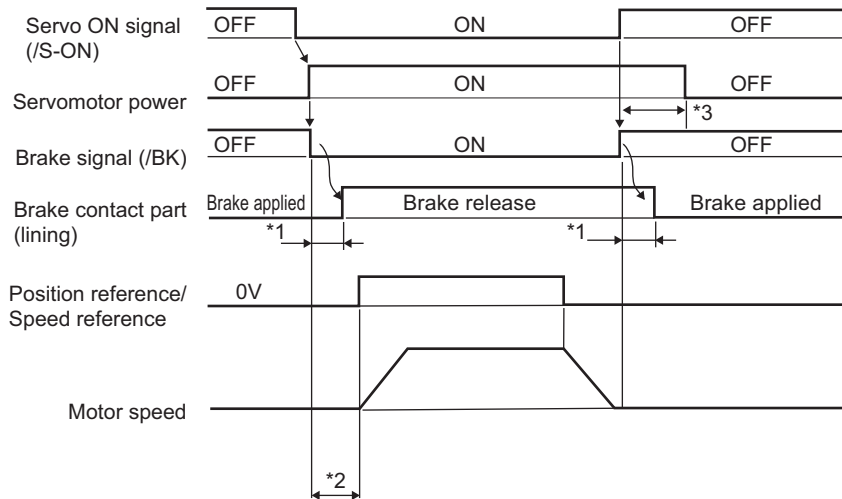 Servo ON signal
(/S-ON)
OFF ON OFF
Servomotor power
OFF ON OFF
*3
Brake signal (/BK)
OFF ON OFF
Brake contact part
(lining)
Brake applied Brake release Brake applied
*1 *1
Position reference/
Speed reference
0V
Motor speed
*2